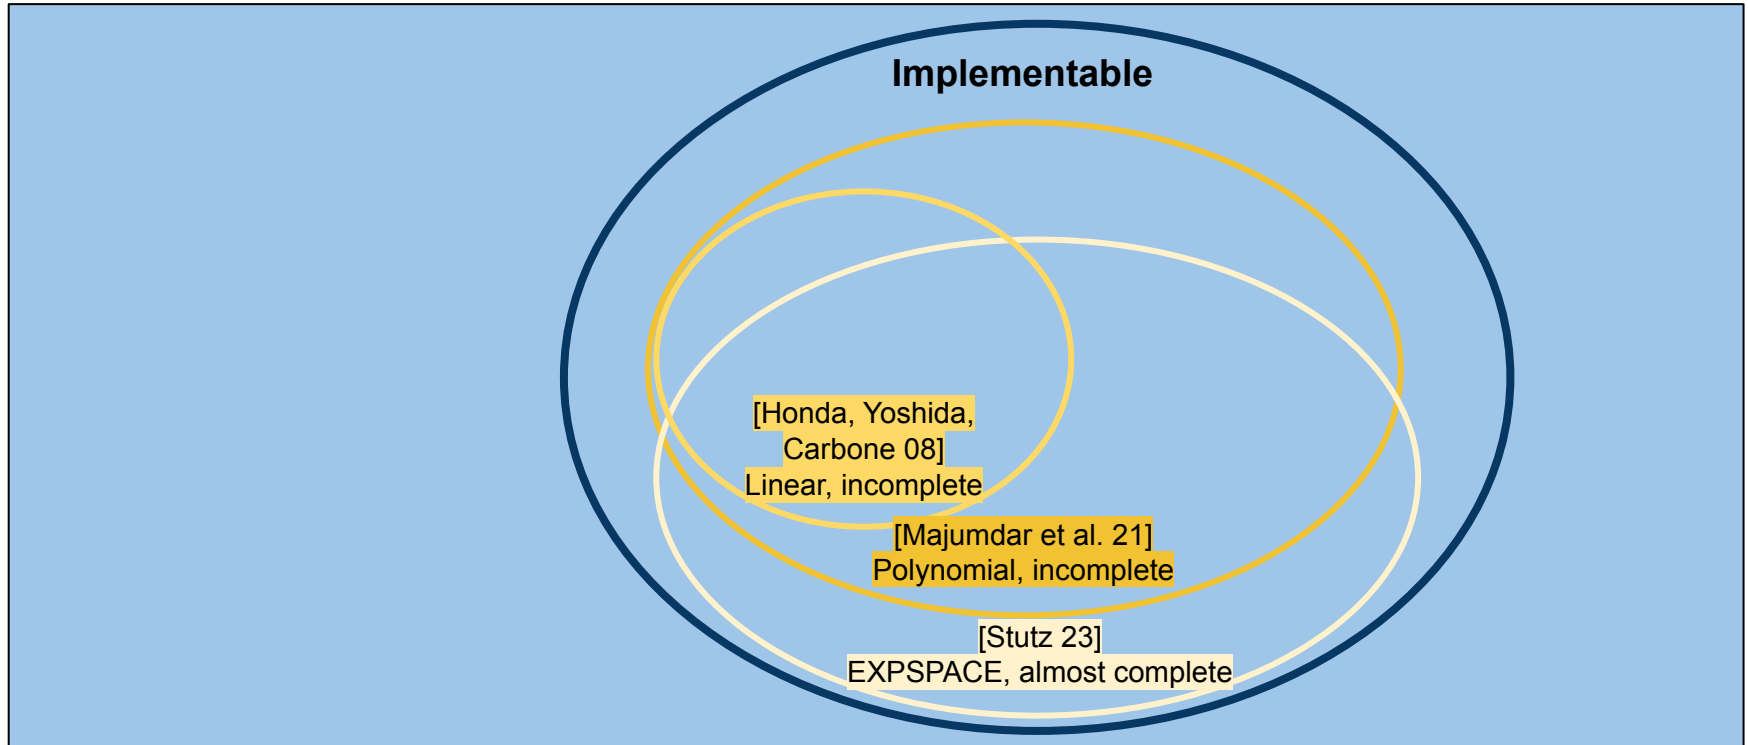 Implementable
[Honda, Yoshida,
Carbone 08]
Linear, incomplete
[Majumdar et al. 21]
Polynomial, incomplete
[Stutz 23]
EXPSPACE, almost complete